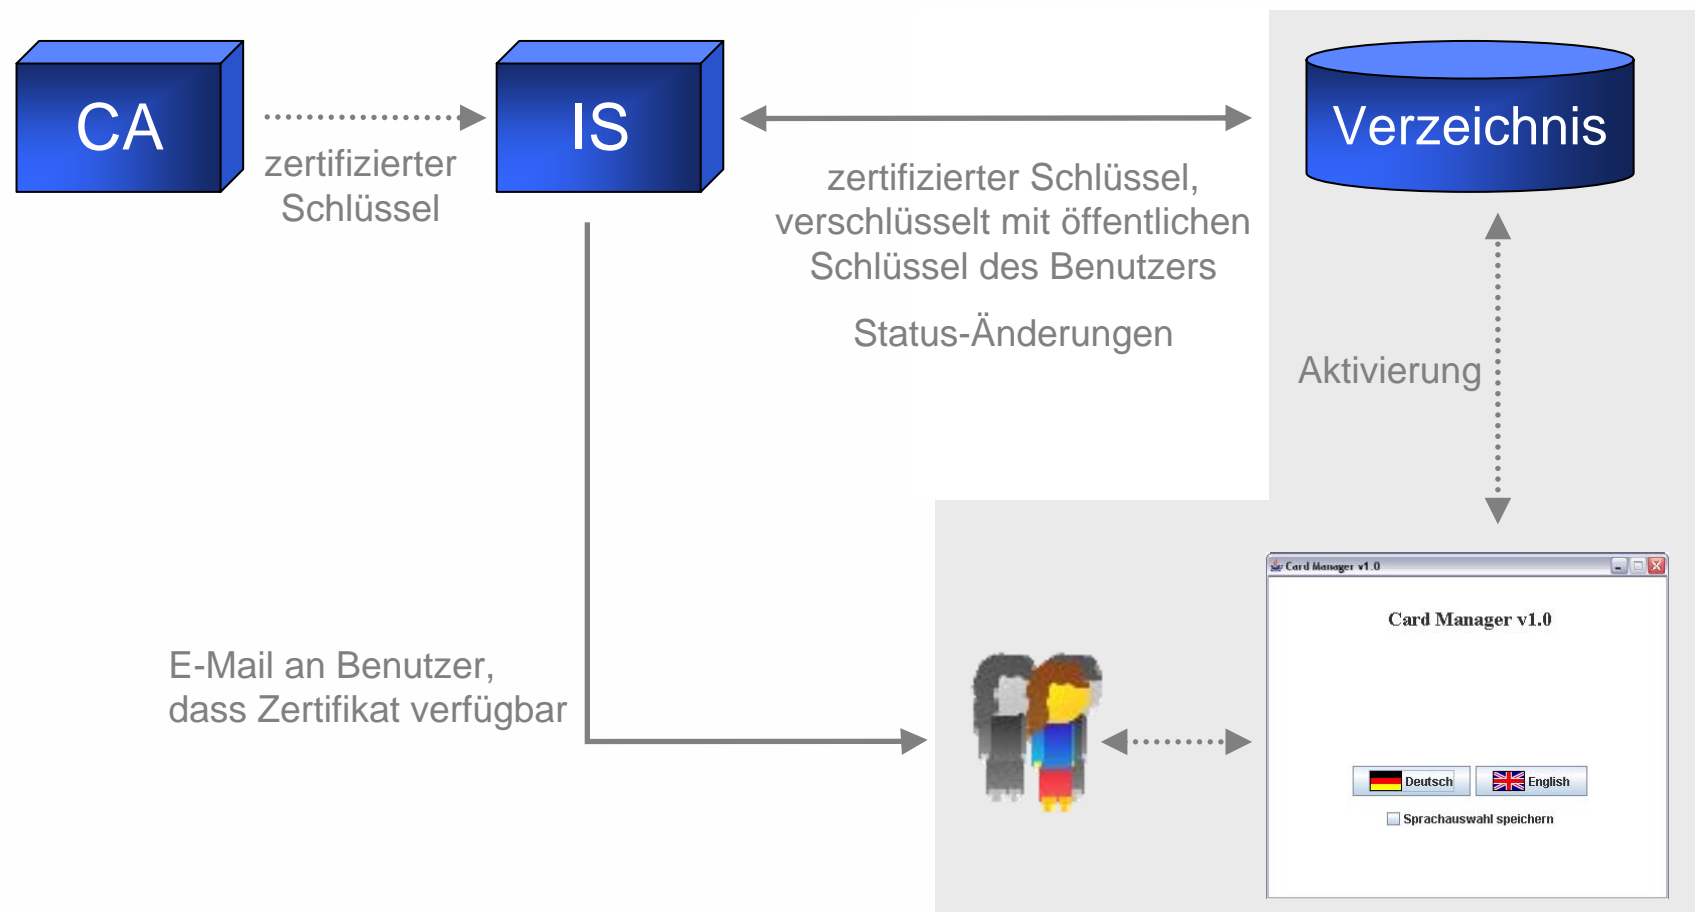 CA
IS
Verzeichnis
zertifizierter
Schlüssel
zertifizierter Schlüssel,
verschlüsselt mit öffentlichen
Schlüssel des Benutzers
Status-Änderungen
Aktivierung
E-Mail an Benutzer,
dass Zertifikat verfügbar
Card Manager v1.0
Card Manager v1.0
Deutsch
English
Sprachauswahl speichern